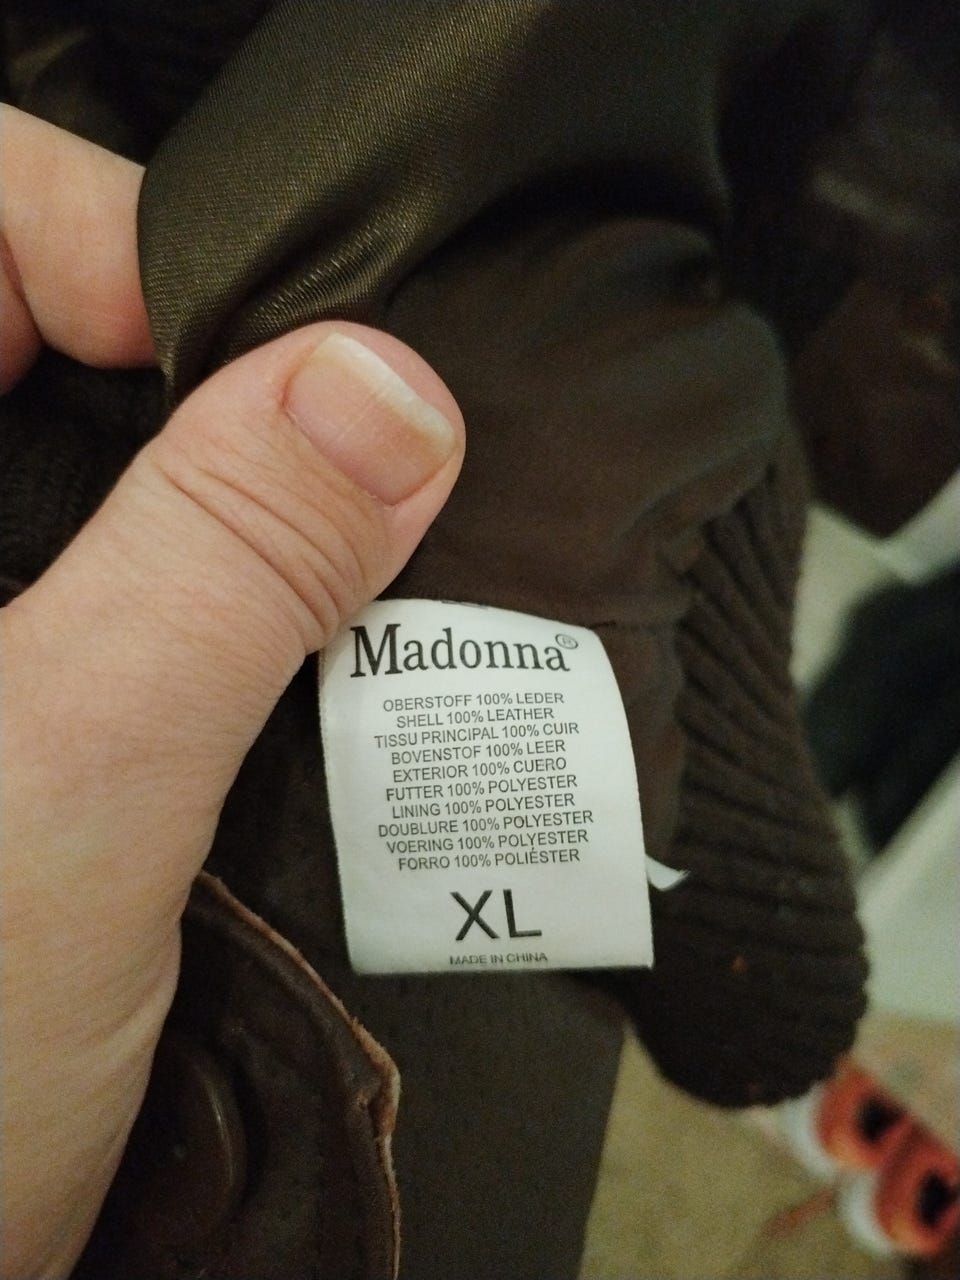 Madonna®
OBERSTOFF 100% LEDER
SHELL 100% LEATHER
TISSU PRINCIPAL 100% CUIR
BOVENSTOF 100% LEER
EXTERIOR 100% CUERO
FUTTER 100% POLYESTER
LINING 100% POLYESTER
DOUBLURE 100% POLYESTER
VOERING 100% POLYESTER
FORRO 100% POLIÉSTER
XL
MADE IN CHINA